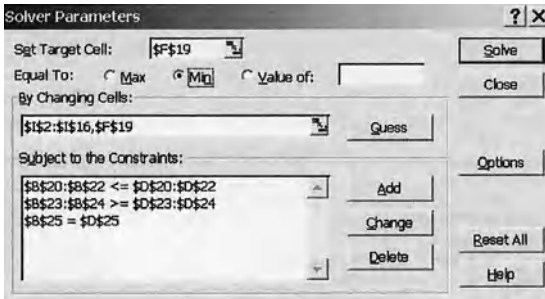 Solver Parameters ? X
Set Target Cell: $F$19 Solve
Equal To: Max Min Value of: Close
By Changing Cells:
$I$2:$I$16,$F$19 Guess
Subject to the Constraints: Options
$B$20:$B$22 <= $D$20:$D$22 Add
$B$23:$B$24 >= $D$23:$D$24
$B$25 = $D$25 Change
Reset All
Delete
Help